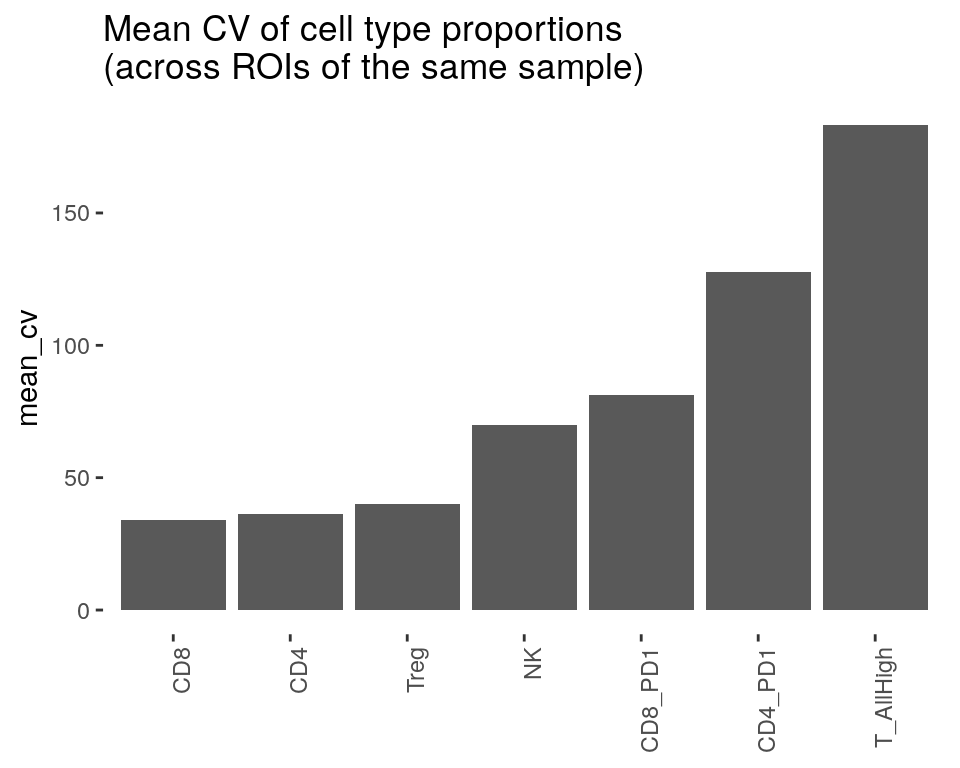 Mean CV of cell type proportions
(across ROIs of the same sample)
mean_cv
150
100
50
0
CD8
CD4
Treg
NK
CD8_PD1
CD4_PD1
T_AllHigh